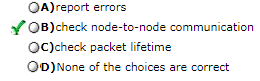 A)report errors
B)check node-to-node communication
C)check packet lifetime
D)None of the choices are correct